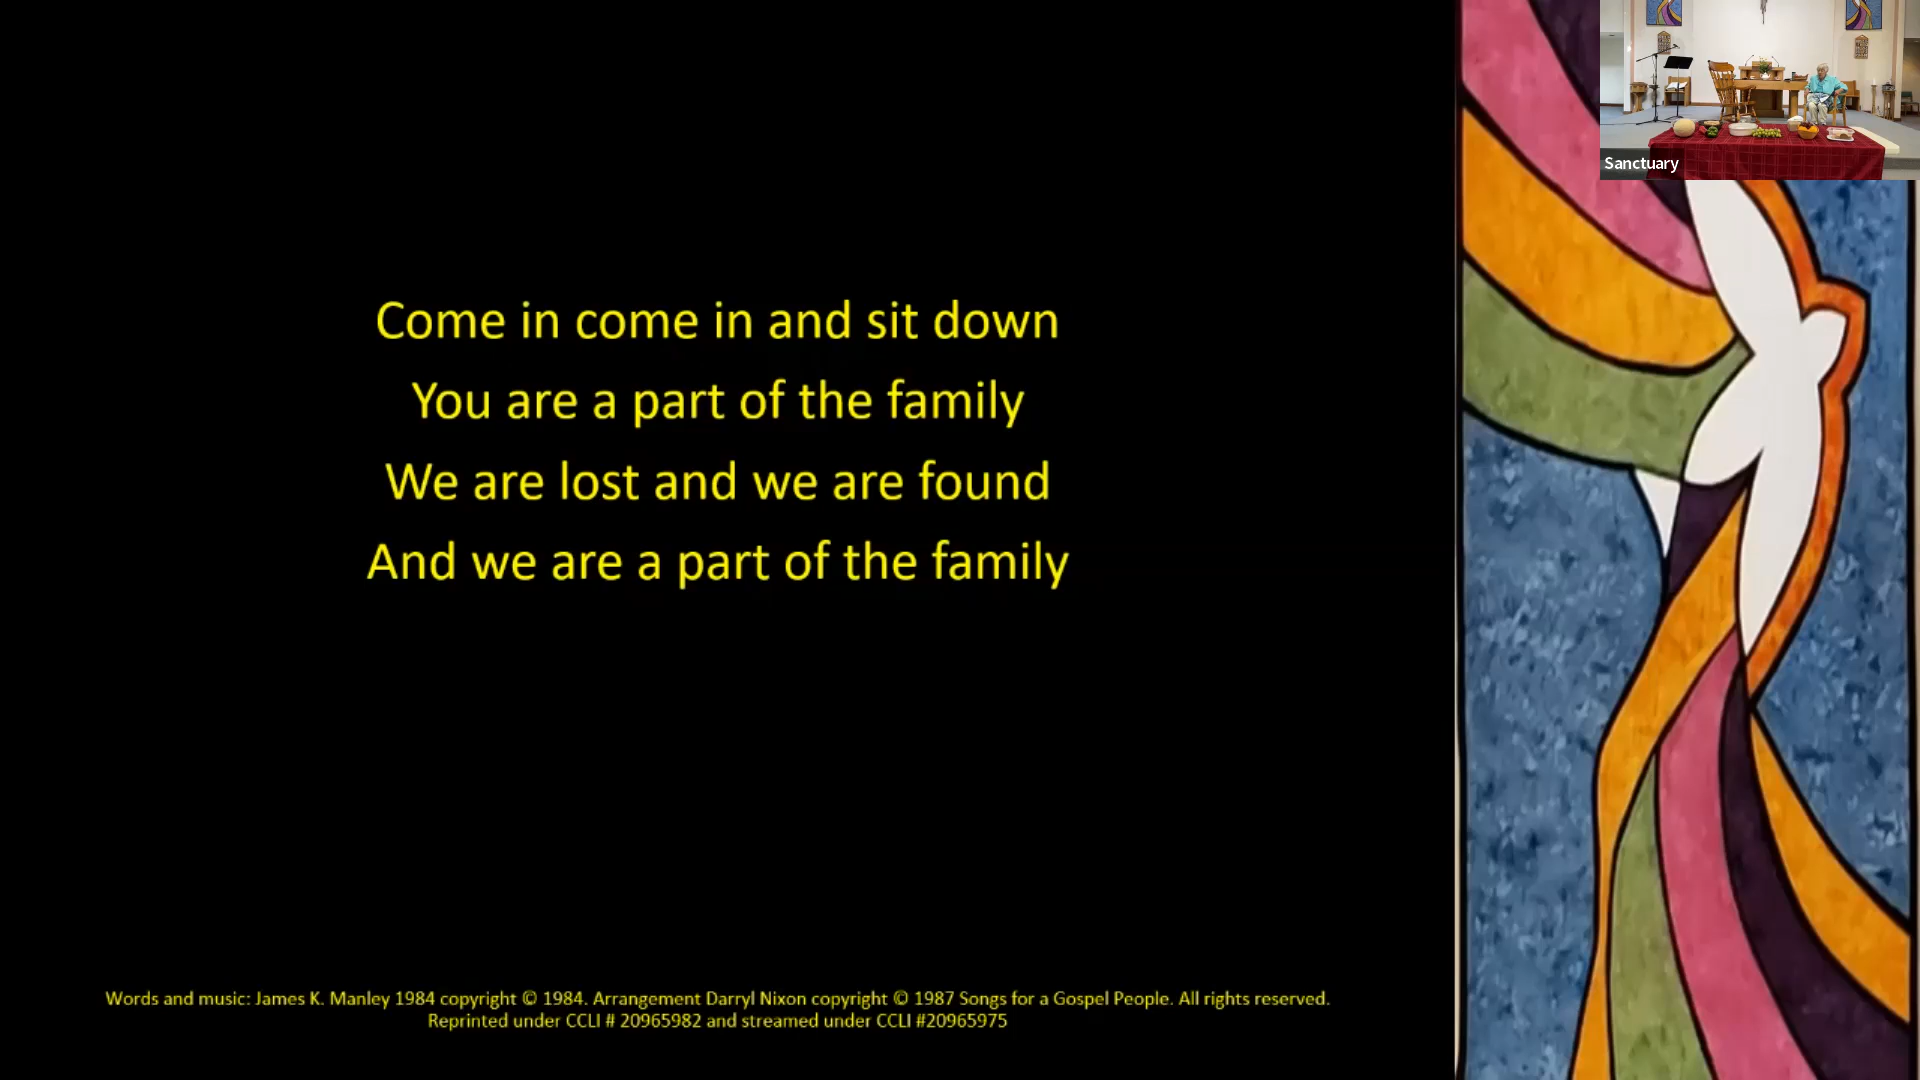 Sanctuary
Come in come in and sit down
You are a part of the family
We are lost and we are found
And we are a part of the family
Words and music: James K. Manley 1984 copyright © 1984. Arrangement Darryl Nixon copyright © 1987 Songs for a Gospel People. All rights reserved.
Reprinted under CCLI # 20965982 and streamed under CCLI #20965975